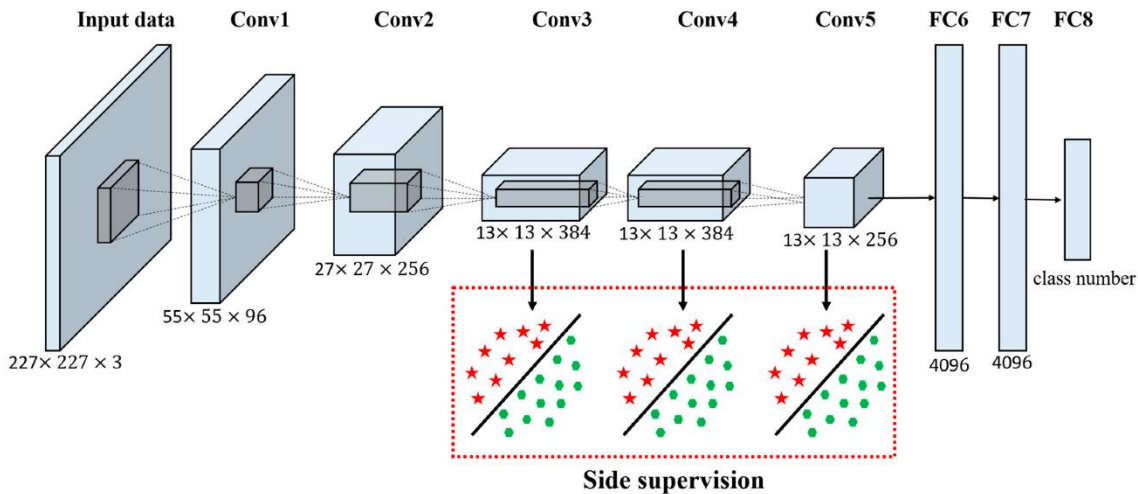 Input data Conv1 Conv2 Conv3 Conv4 Conv5 FC6 FC7 FC8
227× 227 × 3
55× 55 × 96
27× 27 × 256
13× 13 × 384
13× 13 × 384
13× 13 × 256
4096
4096
class number
Side supervision